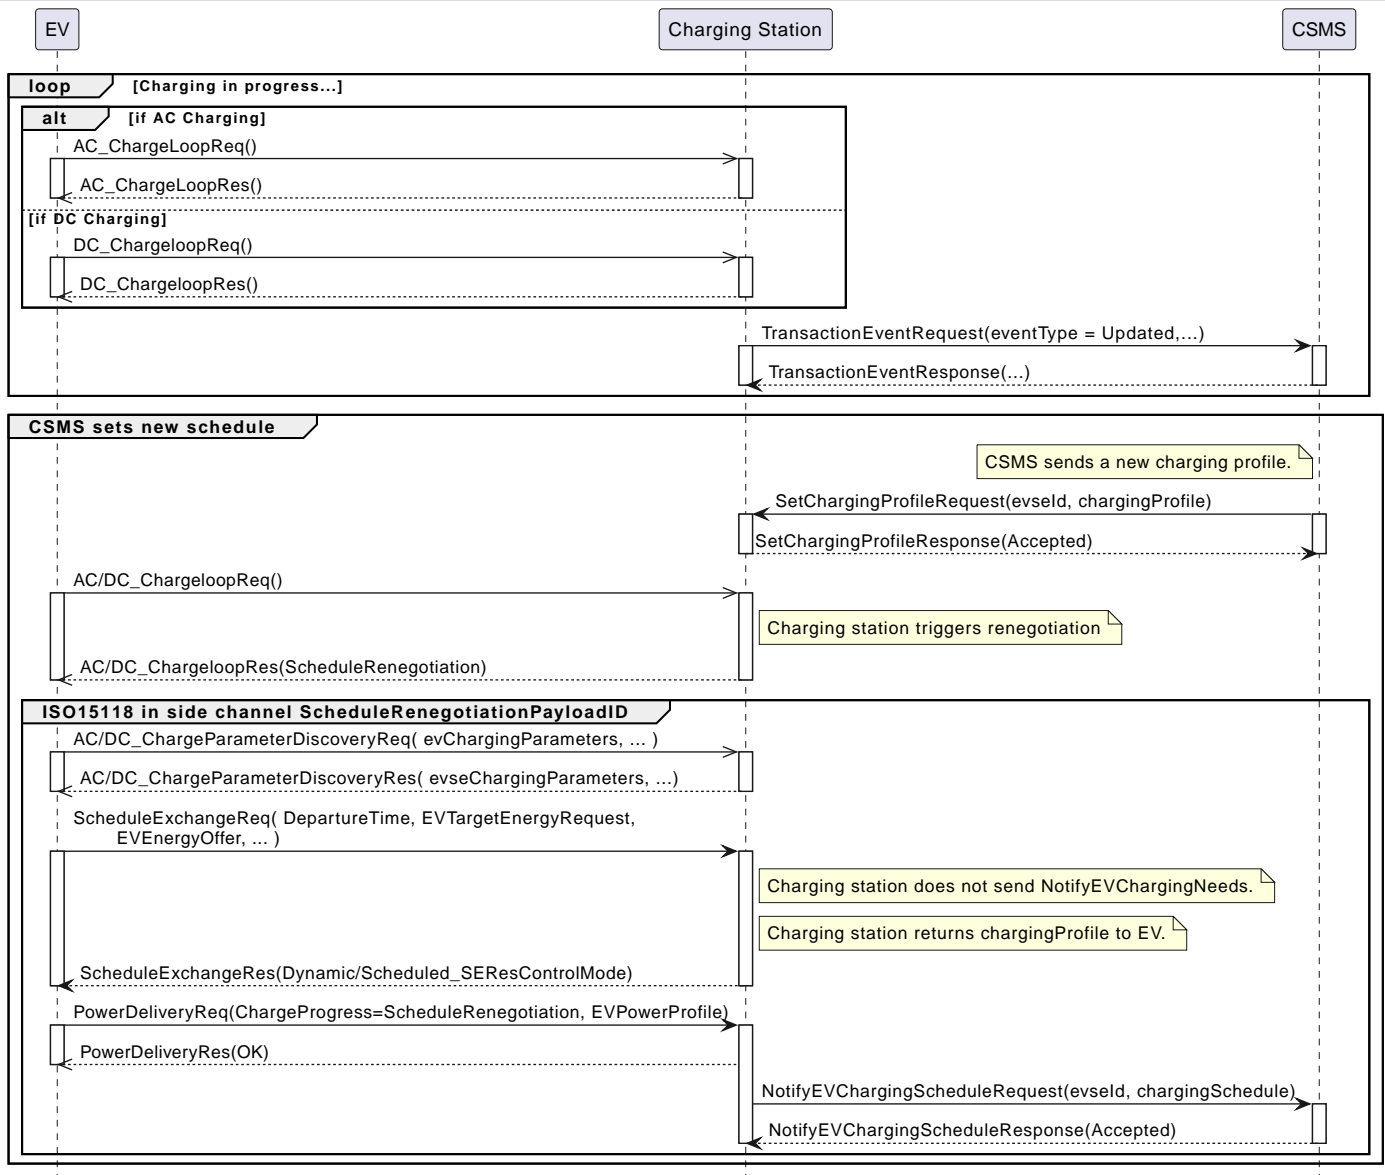 EV
Charging Station
CSMS
loop
[Charging in progress...]
alt
[if AC Charging]
AC_ChargeLoopReq()
AC_ChargeLoopRes()
[if DC Charging]
DC_ChargeloopReq()
DC_ChargeloopRes()
TransactionEventRequest(eventType = Updated,...)
TransactionEventResponse(...)
CSMS sets new schedule
CSMS sends a new charging profile.
SetChargingProfileRequest(evseId, chargingProfile)
SetChargingProfileResponse(Accepted)
AC/DC_ChargeloopReq()
Charging station triggers renegotiation
AC/DC_ChargeloopRes(ScheduleRenegotiation)
ISO15118 in side channel ScheduleRenegotiationPayloadID
AC/DC_ChargeParameterDiscoveryReq( evChargingParameters, ... )
AC/DC_ChargeParameterDiscoveryRes( evseChargingParameters, ...)
ScheduleExchangeReq( DepartureTime, EVTargetEnergyRequest,
EVEnergyOffer, ... )
Charging station does not send NotifyEVChargingNeeds.
Charging station returns chargingProfile to EV.
ScheduleExchangeRes(Dynamic/Scheduled_SEResControlMode)
PowerDeliveryReq(ChargeProgress=ScheduleRenegotiation, EVPowerProfile)
PowerDeliveryRes(OK)
NotifyEVChargingScheduleRequest(evseId, chargingSchedule)
NotifyEVChargingScheduleResponse(Accepted)